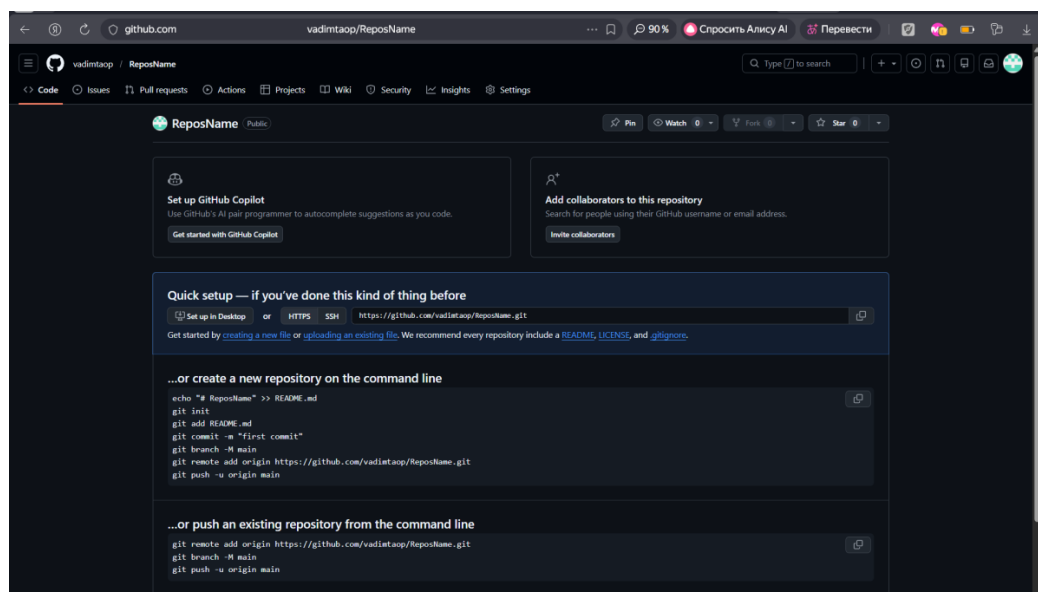 github.com vadimtaop/ReposName ... 90 % Спросить Алису AI Перевести
vadimtaop / ReposName Type / to search
<> Code Issues Pull requests Actions Projects Wiki Security Insights Settings
ReposName Public Pin Watch 0 Fork 0 Star 0
Set up GitHub Copilot
Use GitHub's AI pair programmer to autocomplete suggestions as you code.
Get started with GitHub Copilot
Add collaborators to this repository
Search for people using their GitHub username or email address.
Invite collaborators
Quick setup — if you've done this kind of thing before
Set up in Desktop or HTTPS SSH https://github.com/vadimtaop/ReposName.git
Get started by creating a new file or uploading an existing file. We recommend every repository include a README, LICENSE, and .gitignore.
...or create a new repository on the command line
echo "# ReposName" >> README.md
git init
git add README.md
git commit -m "first commit"
git branch -M main
git remote add origin https://github.com/vadimtaop/ReposName.git
git push -u origin main
...or push an existing repository from the command line
git remote add origin https://github.com/vadimtaop/ReposName.git
git branch -M main
git push -u origin main